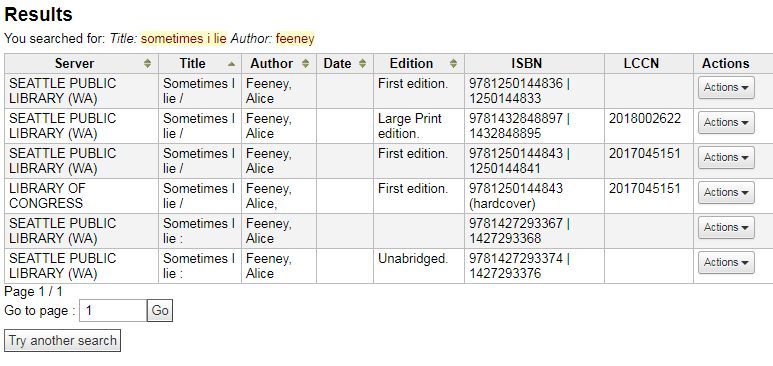 Results
You searched for: Title: sometimes i lie Author: feeney
Server Title Author Date Edition ISBN LCCN Actions
SEATTLE PUBLIC Sometimes I Feeney, First edition. 9781250144836 | Actions
LIBRARY (WA) lie / Alice 1250144833
SEATTLE PUBLIC Sometimes I Feeney, Large Print 9781432848897 | 2018002622 Actions
LIBRARY (WA) lie / Alice edition. 1432848895
SEATTLE PUBLIC Sometimes I Feeney, First edition. 9781250144843 | 2017045151 Actions
LIBRARY (WA) lie / Alice 1250144841
LIBRARY OF Sometimes I Feeney, First edition. 9781250144843 2017045151 Actions
CONGRESS lie / Alice, (hardcover)
SEATTLE PUBLIC Sometimes I Feeney, 9781427293367 | Actions
LIBRARY (WA) lie : Alice 1427293368
SEATTLE PUBLIC Sometimes I Feeney, Unabridged. 9781427293374 | Actions
LIBRARY (WA) lie : Alice 1427293376
Page 1 / 1
Go to page : 1 Go
Try another search